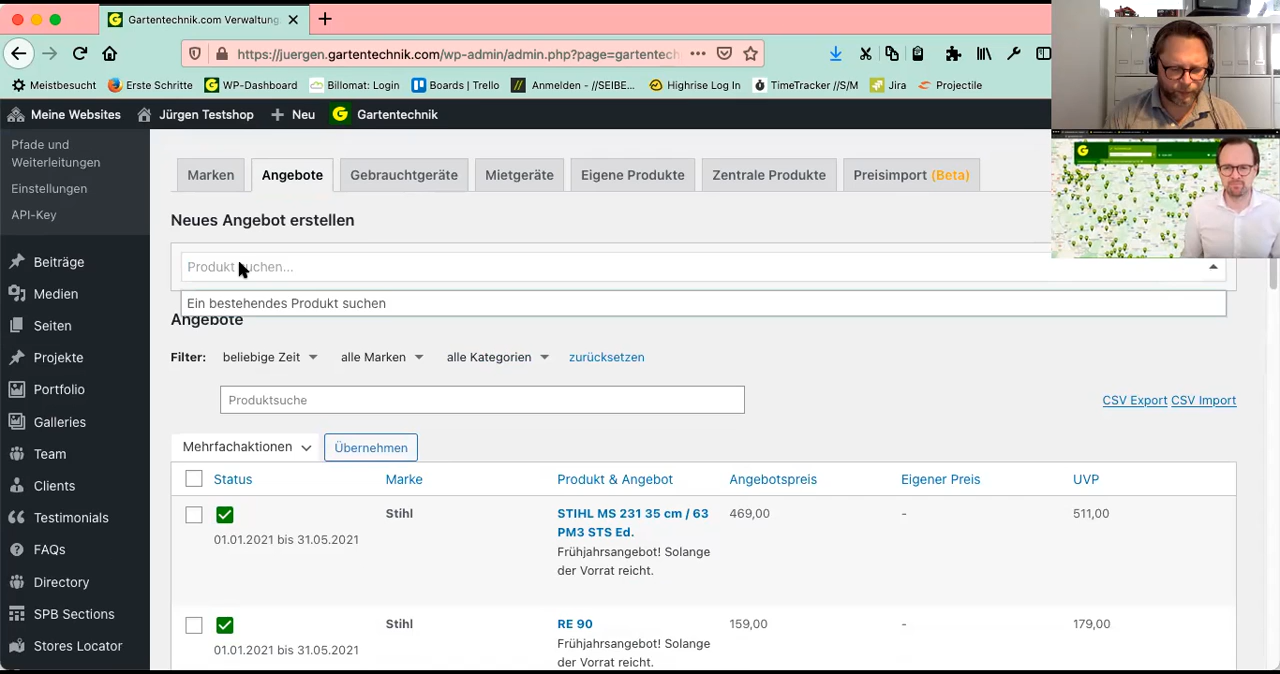 Gartentechnik.com Verwaltung
https://juergen.gartentechnik.com/wp-admin/admin.php?page=gartentech
Meistbesucht Erste Schritte WP-Dashboard Billomat: Login Boards | Trello Anmelden - //SEIBE... Highrise Log In TimeTracker //S/M Jira Projectile
Meine Websites Jürgen Testshop Neu Gartentechnik
Pfade und
Weiterleitungen
Einstellungen
API-Key
Beiträge
Medien
Seiten
Projekte
Portfolio
Galleries
Team
Clients
Testimonials
FAQs
Directory
SPB Sections
Stores Locator
Marken Angebote Gebrauchtgeräte Mietgeräte Eigene Produkte Zentrale Produkte Preisimport (Beta)
Neues Angebot erstellen
Ein bestehendes Produkt suchen
Angebote
Filter: beliebige Zeit alle Marken alle Kategorien zurücksetzen
Produktsuche
CSV Export CSV Import
Mehrfachaktionen Übernehmen
Status Marke Produkt & Angebot Angebotspreis Eigener Preis UVP
Stihl STIHL MS 231 35 cm / 63 469,00 - 511,00
PM3 STS Ed.
01.01.2021 bis 31.05.2021
Frühjahrsangebot! Solange
der Vorrat reicht.
Stihl RE 90 159,00 - 179,00
Frühjahrsangebot! Solange
01.01.2021 bis 31.05.2021
der Vorrat reicht.